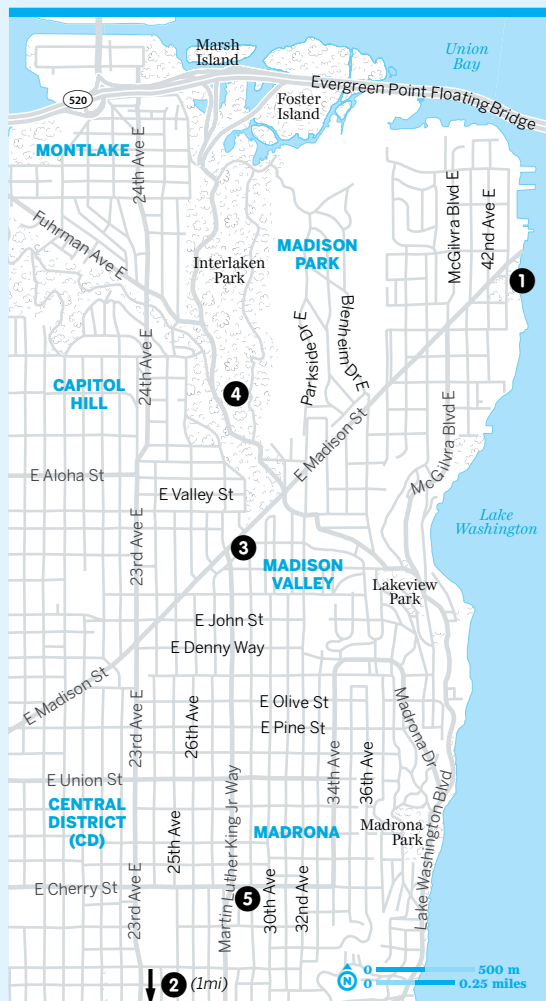 Marsh
Island
Union
Bay
Evergreen Point Floating Bridge
520
Foster
Island
MONTLAKE
24th Ave E
McGilvra Blvd E
42nd Ave E
Fuhrman Ave E
MADISON
PARK
Interlaken
Park
1
Parkside Dr E
Blenheim Dr E
24th Ave E
CAPITOL
HILL
4
E Madison St
McGilvra Blvd E
E Aloha St
E Valley St
Lake
Washington
23rd Ave E
3
MADISON
VALLEY
Lakeview
Park
E John St
E Denny Way
E Madison St
23rd Ave E
26th Ave
E Olive St
E Pine St
Madrona Dr
34th Ave
36th Ave
E Union St
Martin Luther King Jr Way
Lake Washington Blvd
CENTRAL
DISTRICT
(CD)
25th Ave
MADRONA
Madrona
Park
E Cherry St
23rd Ave E
5
30th Ave
32nd Ave
2 (1mi)
N
0 500 m
0 0.25 miles